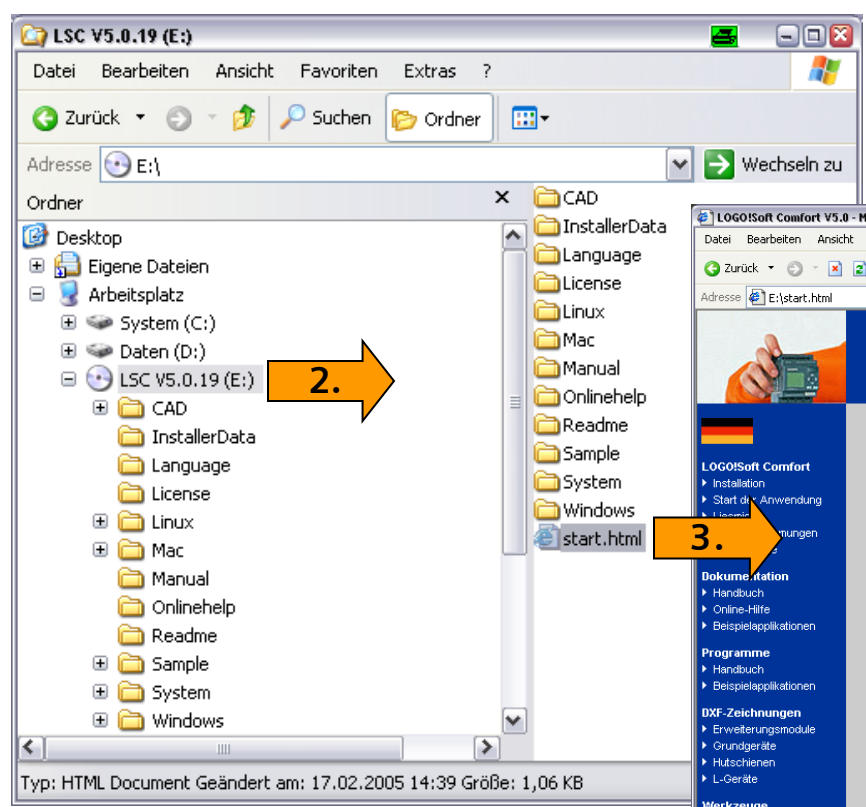 LSC V5.0.19 (E:)
Datei Bearbeiten Ansicht Favoriten Extras ?
Zurück Suchen Ordner
Adresse E:\ Wechseln zu
Ordner
Desktop
Eigene Dateien
Arbeitsplatz
System (C:)
Daten (D:)
LSC V5.0.19 (E:)
2.
CAD
InstallerData
Language
License
Linux
Mac
Manual
Onlinehelp
Readme
Sample
System
Windows
CAD
InstallerData
Language
License
Linux
Mac
Manual
Onlinehelp
Readme
Sample
System
Windows
start.html
3.
Typ: HTML Document Geändert am: 17.02.2005 14:39 Größe: 1,06 KB
LOGO!Soft Comfort V5.0 - M
Datei Bearbeiten Ansicht
Zurück
Adresse E:\start.html
LOGO!Soft Comfort
Installation
Start der Anwendung
Dokumentation
Handbuch
Online-Hilfe
Beispielapplikationen
Programme
Handbuch
Beispielapplikationen
DXF-Zeichnungen
Erweiterungsmodule
Grundgeräte
Hutschienen
L-Geräte
Werkzeuge